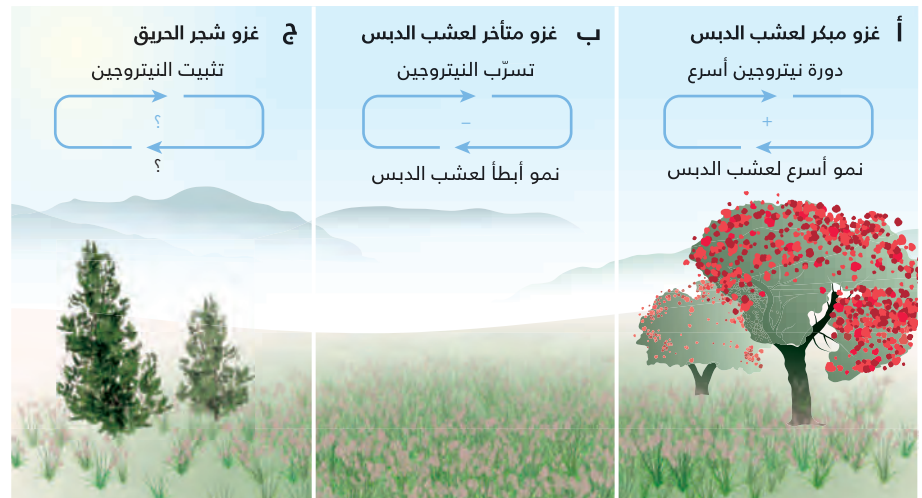 أ غزو مبكر لعشب الدبس
دورة نيتروجين أسرع
+
نمو أسرع لعشب الدبس
ب غزو متأخر لعشب الدبس
تسرّب النيتروجين
–
نمو أبطأ لعشب الدبس
ج غزو شجر الحريق
تثبيت النيتروجين
؟
؟